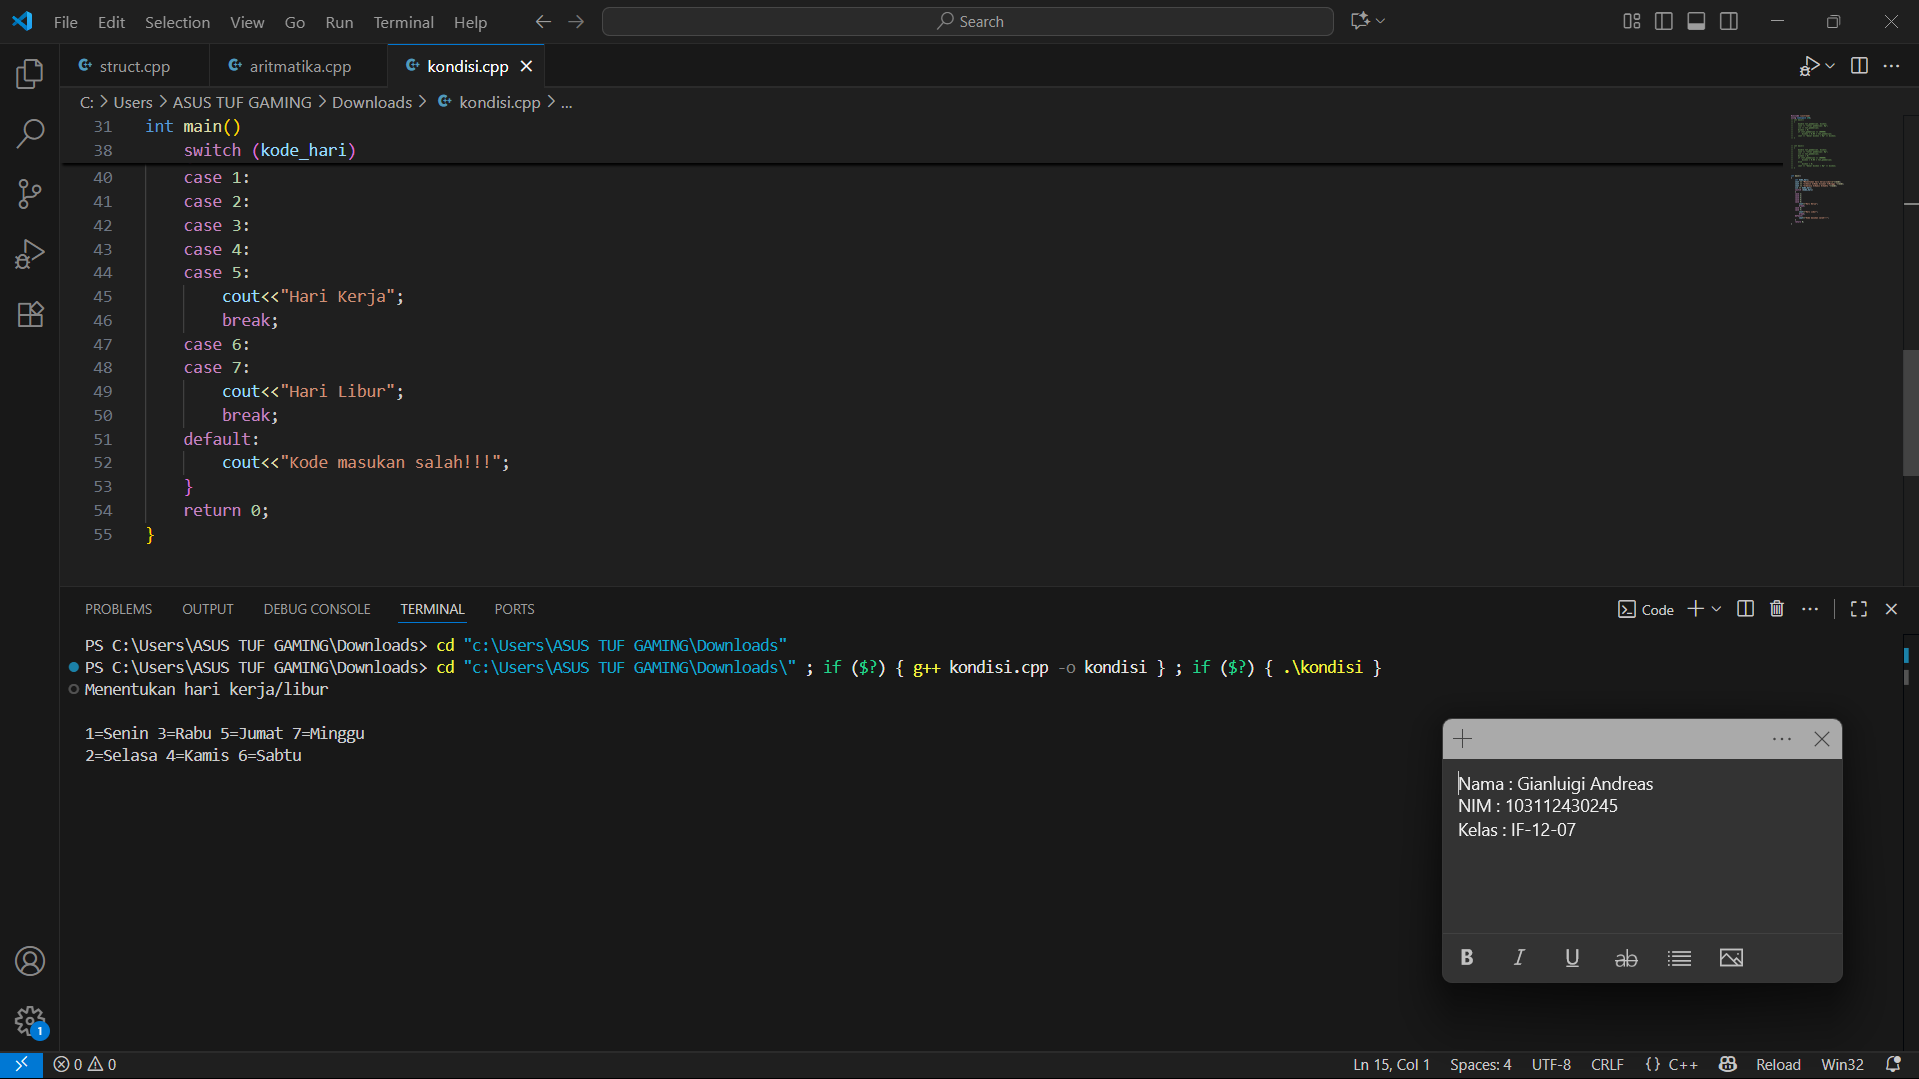 File Edit Selection View Go Run Terminal Help
Search
struct.cpp aritmatika.cpp kondisi.cpp
C: > Users > ASUS TUF GAMING > Downloads > kondisi.cpp > ...
31 int main()
38 switch (kode_hari)
40 case 1:
41 case 2:
42 case 3:
43 case 4:
44 case 5:
45 cout<<"Hari Kerja";
46 break;
47 case 6:
48 case 7:
49 cout<<"Hari Libur";
50 break;
51 default:
52 cout<<"Kode masukan salah!!!";
53 }
54 return 0;
55 }
PROBLEMS OUTPUT DEBUG CONSOLE TERMINAL PORTS
Code
PS C:\Users\ASUS TUF GAMING\Downloads> cd "c:\Users\ASUS TUF GAMING\Downloads"
PS C:\Users\ASUS TUF GAMING\Downloads> cd "c:\Users\ASUS TUF GAMING\Downloads\" ; if ($?) { g++ kondisi.cpp -o kondisi } ; if ($?) { .\kondisi }
Menentukan hari kerja/libur
1=Senin 3=Rabu 5=Jumat 7=Minggu
2=Selasa 4=Kamis 6=Sabtu
Nama : Gianluigi Andreas
NIM : 103112430245
Kelas : IF-12-07
B I U ab
1
0 0 Ln 15, Col 1 Spaces: 4 UTF-8 CRLF {} C++ Reload Win32